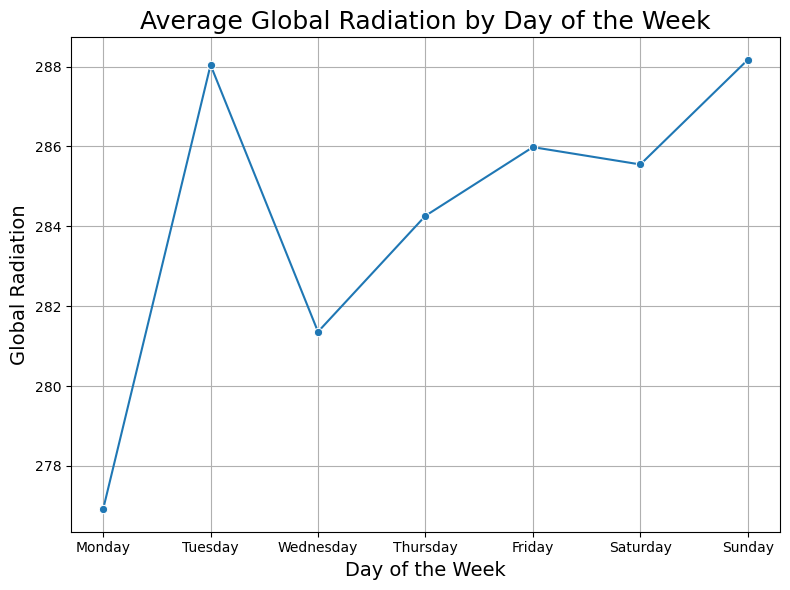 Average Global Radiation by Day of the Week
Global Radiation
288
286
284
282
280
278
Monday Tuesday Wednesday Thursday Friday Saturday Sunday
Day of the Week